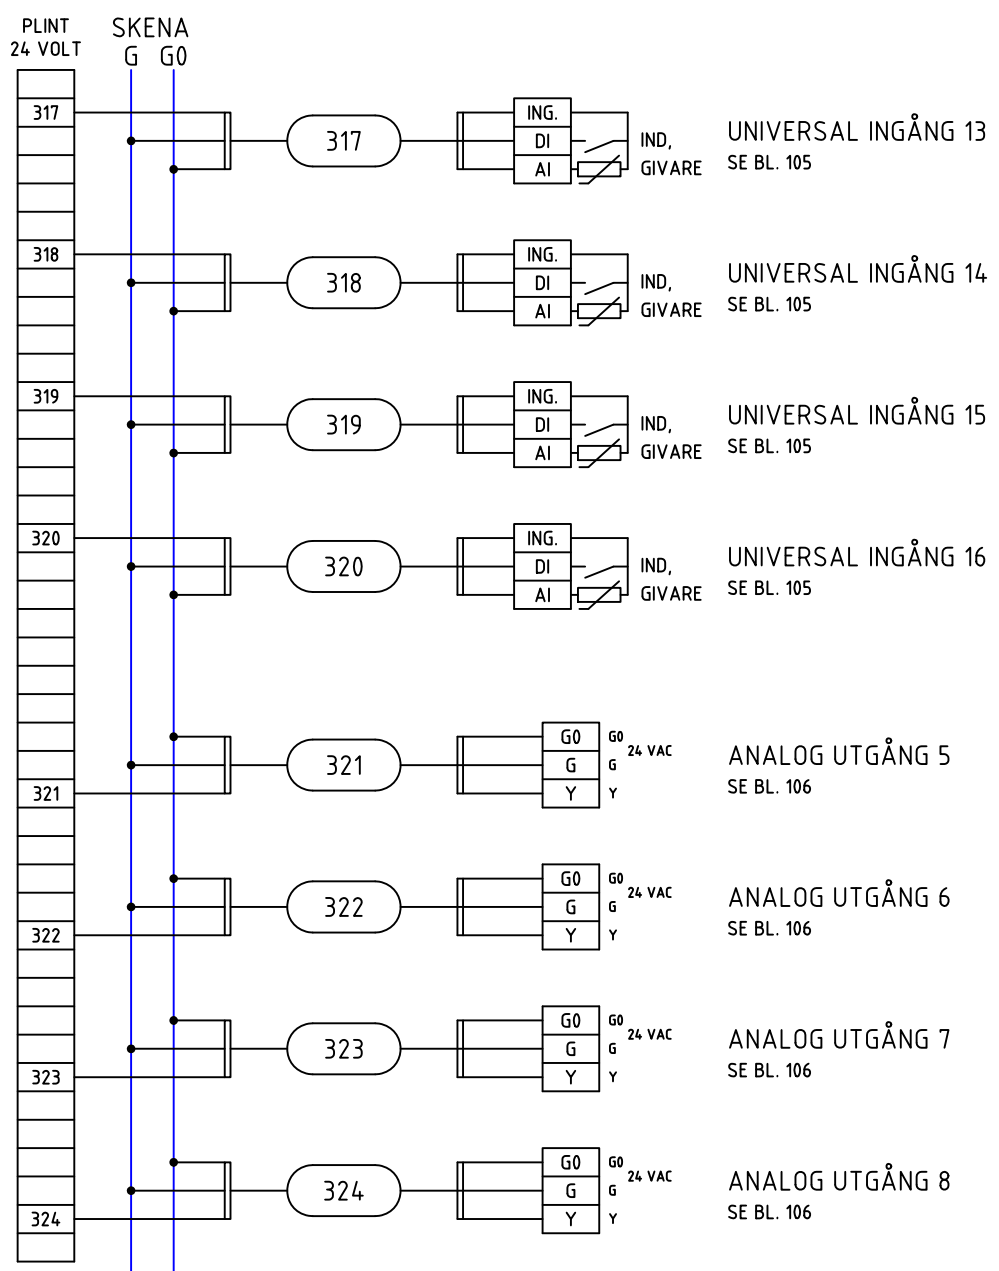 PLINT
24 VOLT
SKENA
G G0
317
317
ING.
DI
AI
IND,
GIVARE
UNIVERSAL INGÅNG 13
SE BL. 105
318
318
ING.
DI
AI
IND,
GIVARE
UNIVERSAL INGÅNG 14
SE BL. 105
319
319
ING.
DI
AI
IND,
GIVARE
UNIVERSAL INGÅNG 15
SE BL. 105
320
320
ING.
DI
AI
IND,
GIVARE
UNIVERSAL INGÅNG 16
SE BL. 105
321
321
G0
G
Y
G0
24 VAC
G
Y
ANALOG UTGÅNG 5
SE BL. 106
322
322
G0
G
Y
G0
24 VAC
G
Y
ANALOG UTGÅNG 6
SE BL. 106
323
323
G0
G
Y
G0
24 VAC
G
Y
ANALOG UTGÅNG 7
SE BL. 106
324
324
G0
G
Y
G0
24 VAC
G
Y
ANALOG UTGÅNG 8
SE BL. 106